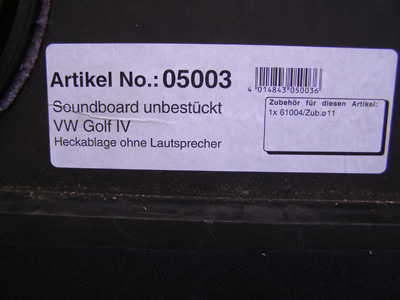 Artikel No.: 05003
4 014843 050036
Soundboard unbestückt
VW Golf IV
Heckablage ohne Lautsprecher
Zubehör für diesen Artikel:
1x 61004/Zub.ø11